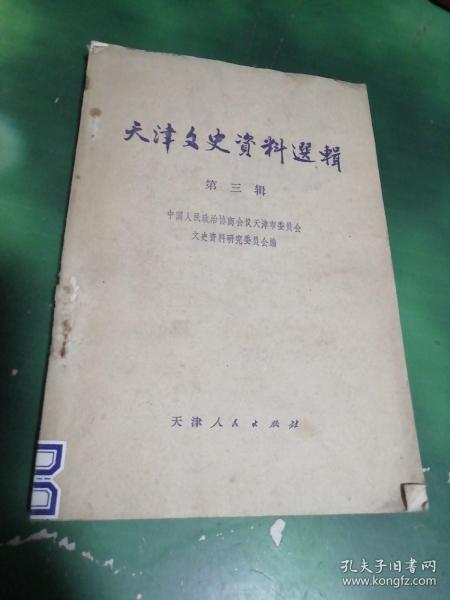 天津文史資料選輯
第三辑
中国人民政治协商会议天津市委员会
文史资料研究委员会编
天津人民出版社
孔夫子旧书网
www.kongfz.com